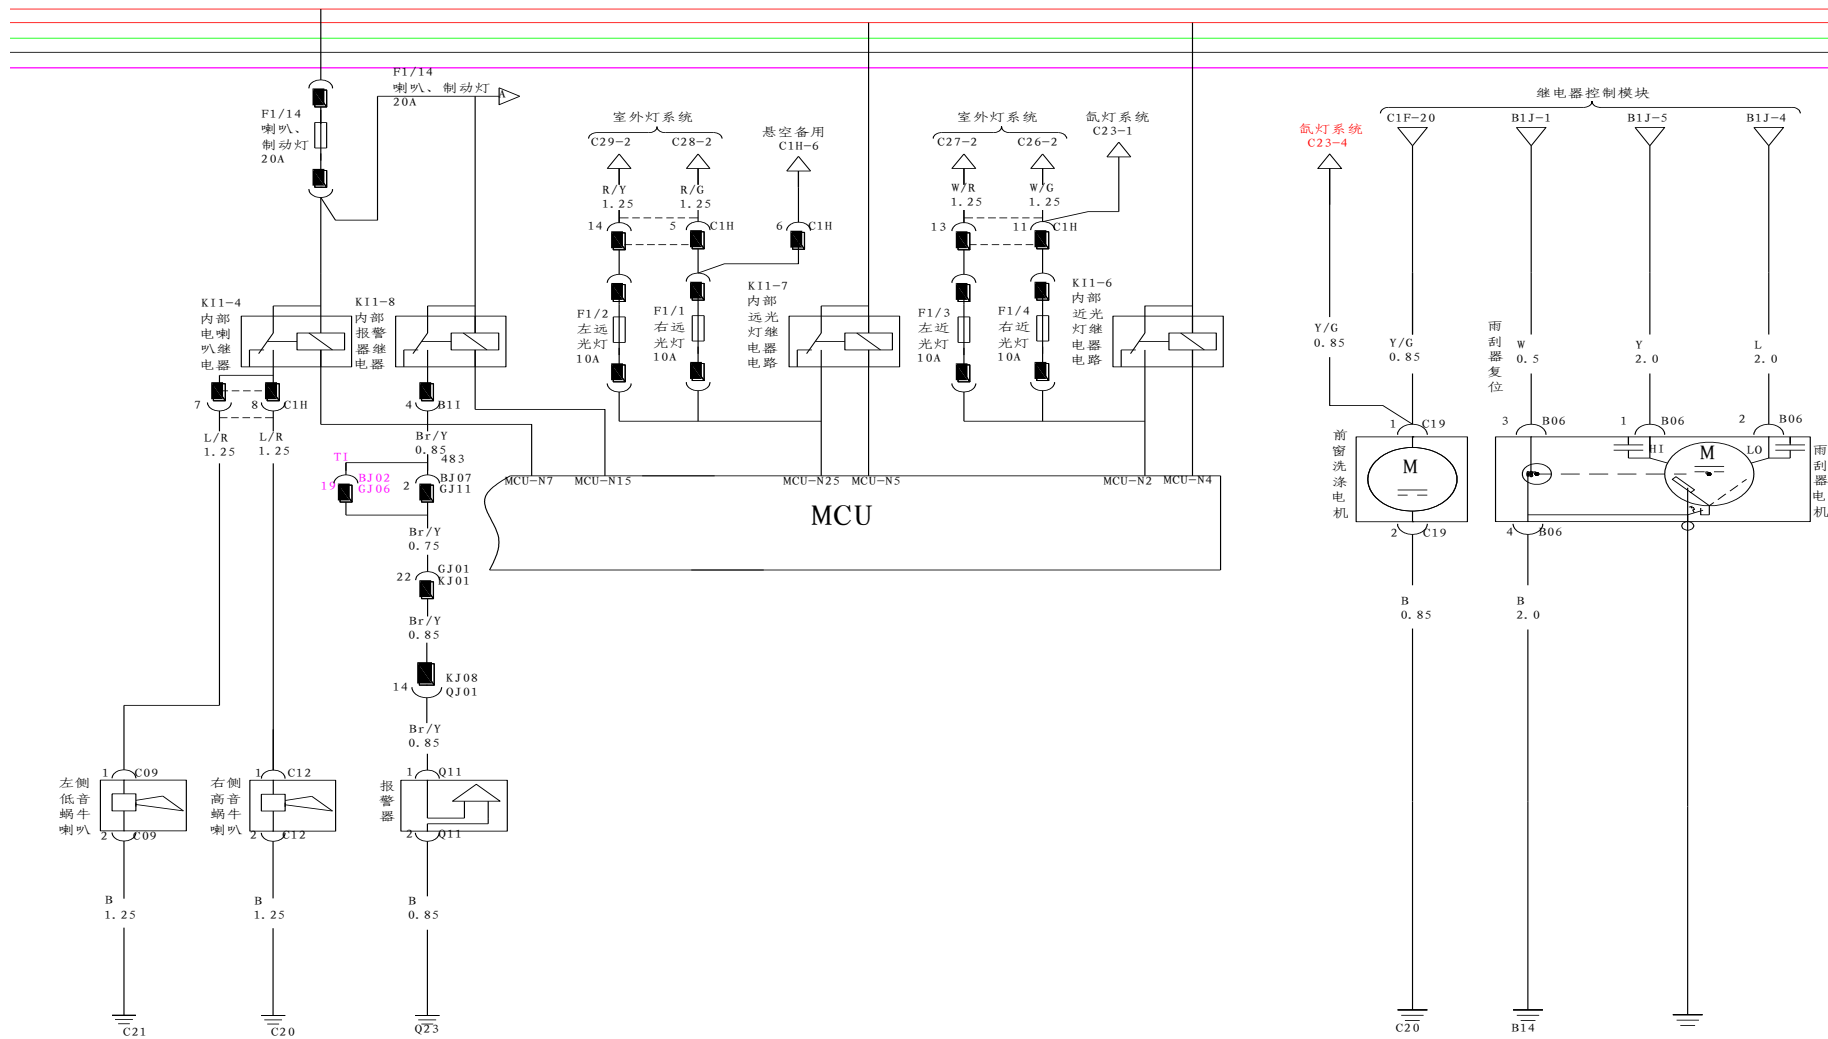 F1/14
喇叭、制动灯
20A
A
F1/14
喇叭、
制动灯
20A
室外灯系统
C29-2
C28-2
悬空备用
C1H-6
室外灯系统
C27-2
C26-2
氙灯系统
C23-1
氙灯系统
C23-4
继电器控制模块
C1F-20
B1J-1
B1J-5
B1J-4
R/Y
1.25
R/G
1.25
W/R
1.25
W/G
1.25
14
5
C1H
6
C1H
13
11
C1H
KI1-4
内部
电喇
叭继
电器
KI1-8
内部
报警
器继
电器
F1/2
左远
光灯
10A
F1/1
右远
光灯
10A
KI1-7
内部
远光
灯继
电器
电路
F1/3
左近
光灯
10A
F1/4
右近
光灯
10A
KI1-6
内部
近光
灯继
电器
电路
Y/G
0.85
Y/G
0.85
雨刮器复位
W
0.5
Y
2.0
L
2.0
7
8
C1H
4
B1I
L/R
1.25
L/R
1.25
Br/Y
0.85
483
T1
19
BJ02
GJ06
2
BJ07
GJ11
MCU-N7
MCU-N15
MCU-N25
MCU-N5
MCU-N2
MCU-N4
MCU
1
C19
前窗洗涤电机
M
2
C19
3
B06
1
B06
2
B06
HI
M
LO
雨刮器电机
4
B06
Br/Y
0.75
22
GJ01
KJ01
Br/Y
0.85
B
0.85
B
2.0
14
KJ08
QJ01
Br/Y
0.85
左侧
低音
蜗牛
喇叭
1
C09
2
C09
右侧
高音
蜗牛
喇叭
1
C12
2
C12
报警器
1
Q11
2
Q11
B
1.25
B
1.25
B
0.85
C21
C20
Q23
C20
B14